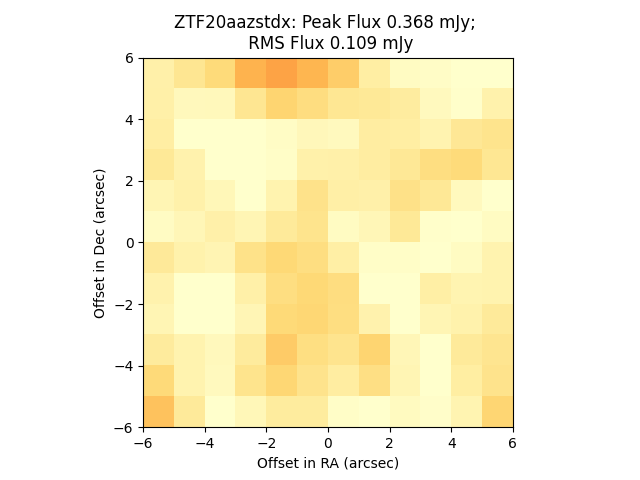 ZTF20aazstdx: Peak Flux 0.368 mJy;
RMS Flux 0.109 mJy
6
4
2
0
−2
−4
−6
Offset in Dec (arcsec)
−6 −4 −2 0 2 4 6
Offset in RA (arcsec)